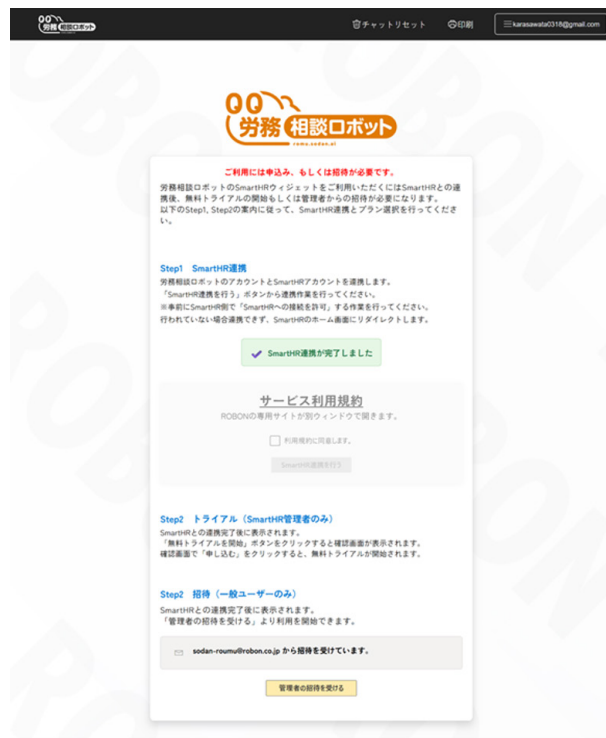 労務 相談ロボット
チャットリセット
印刷
karasawata0318@gmail.com
労務 相談ロボット
romu.sodan.ai
ご利用には申込み、もしくは招待が必要です。
労務相談ロボットのSmartHRウィジェットをご利用いただくにはSmartHRとの連
携後、無料トライアルの開始もしくは管理者からの招待が必要になります。
以下のStep1, Step2の案内に従って、SmartHR連携とプラン選択を行ってくださ
い。
Step1 SmartHR連携
労務相談ロボットのアカウントとSmartHRアカウントを連携します。
「SmartHR連携を行う」ボタンから連携作業を行ってください。
※事前にSmartHR側で「SmartHRへの接続を許可」する作業を行ってください。
行われていない場合連携できず、SmartHRのホーム画面にリダイレクトします。
SmartHR連携が完了しました
サービス利用規約
ROBONの専用サイトが別ウィンドウで開きます。
利用規約に同意します。
SmartHR連携を行う
Step2 トライアル（SmartHR管理者のみ）
SmartHRとの連携完了後に表示されます。
「無料トライアルを開始」ボタンをクリックすると確認画面が表示されます。
確認画面で「申し込む」をクリックすると、無料トライアルが開始されます。
Step2 招待（一般ユーザーのみ）
SmartHRとの連携完了後に表示されます。
「管理者の招待を受ける」より利用を開始できます。
sodan-roumu@robon.co.jp から招待を受けています。
管理者の招待を受ける